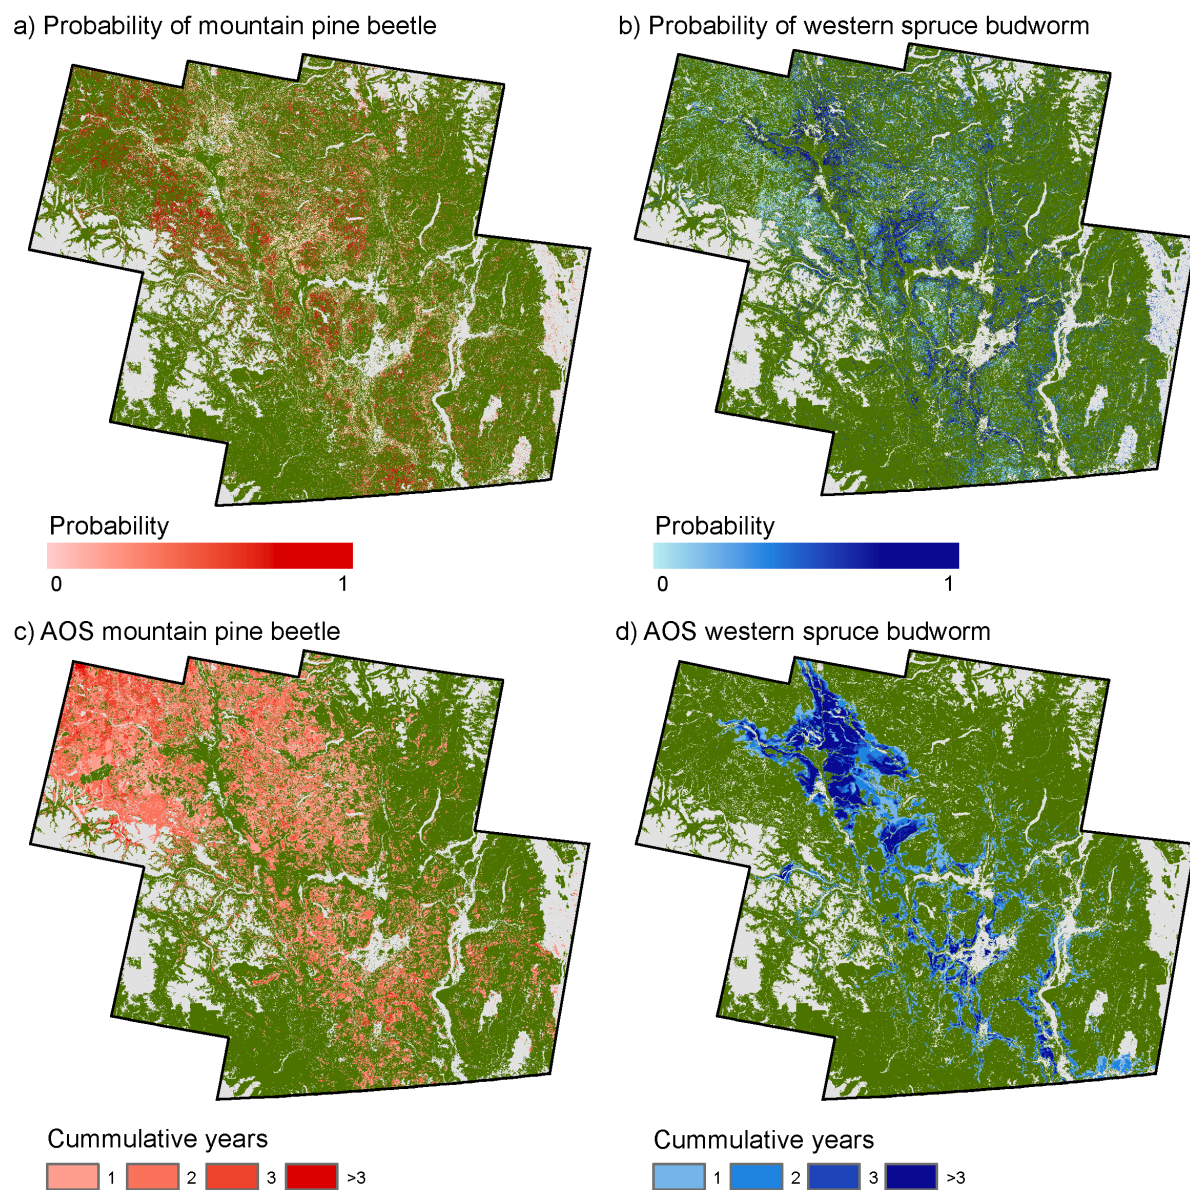 a) Probability of mountain pine beetle
b) Probability of western spruce budworm
Probability
0 1
Probability
0 1
c) AOS mountain pine beetle
d) AOS western spruce budworm
Cummulative years
1 2 3 >3
Cummulative years
1 2 3 >3